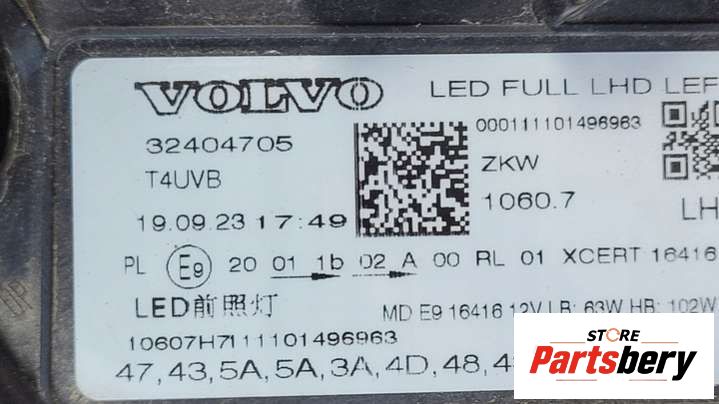 VOLVO
LED FULL LHD LEF
32404705
000111101496963
T4UVB
ZKW
1060.7
LH
19.09.23 17:49
PL E9 20 01 1b 02 A 00 RL 01 XCERT 16416
LED前照灯
MD E9 16416 12V LB: 63W HB: 102W
10607H7111101496963
47,43,5A,5A,3A,4D,48,4
STORE
Partsbery